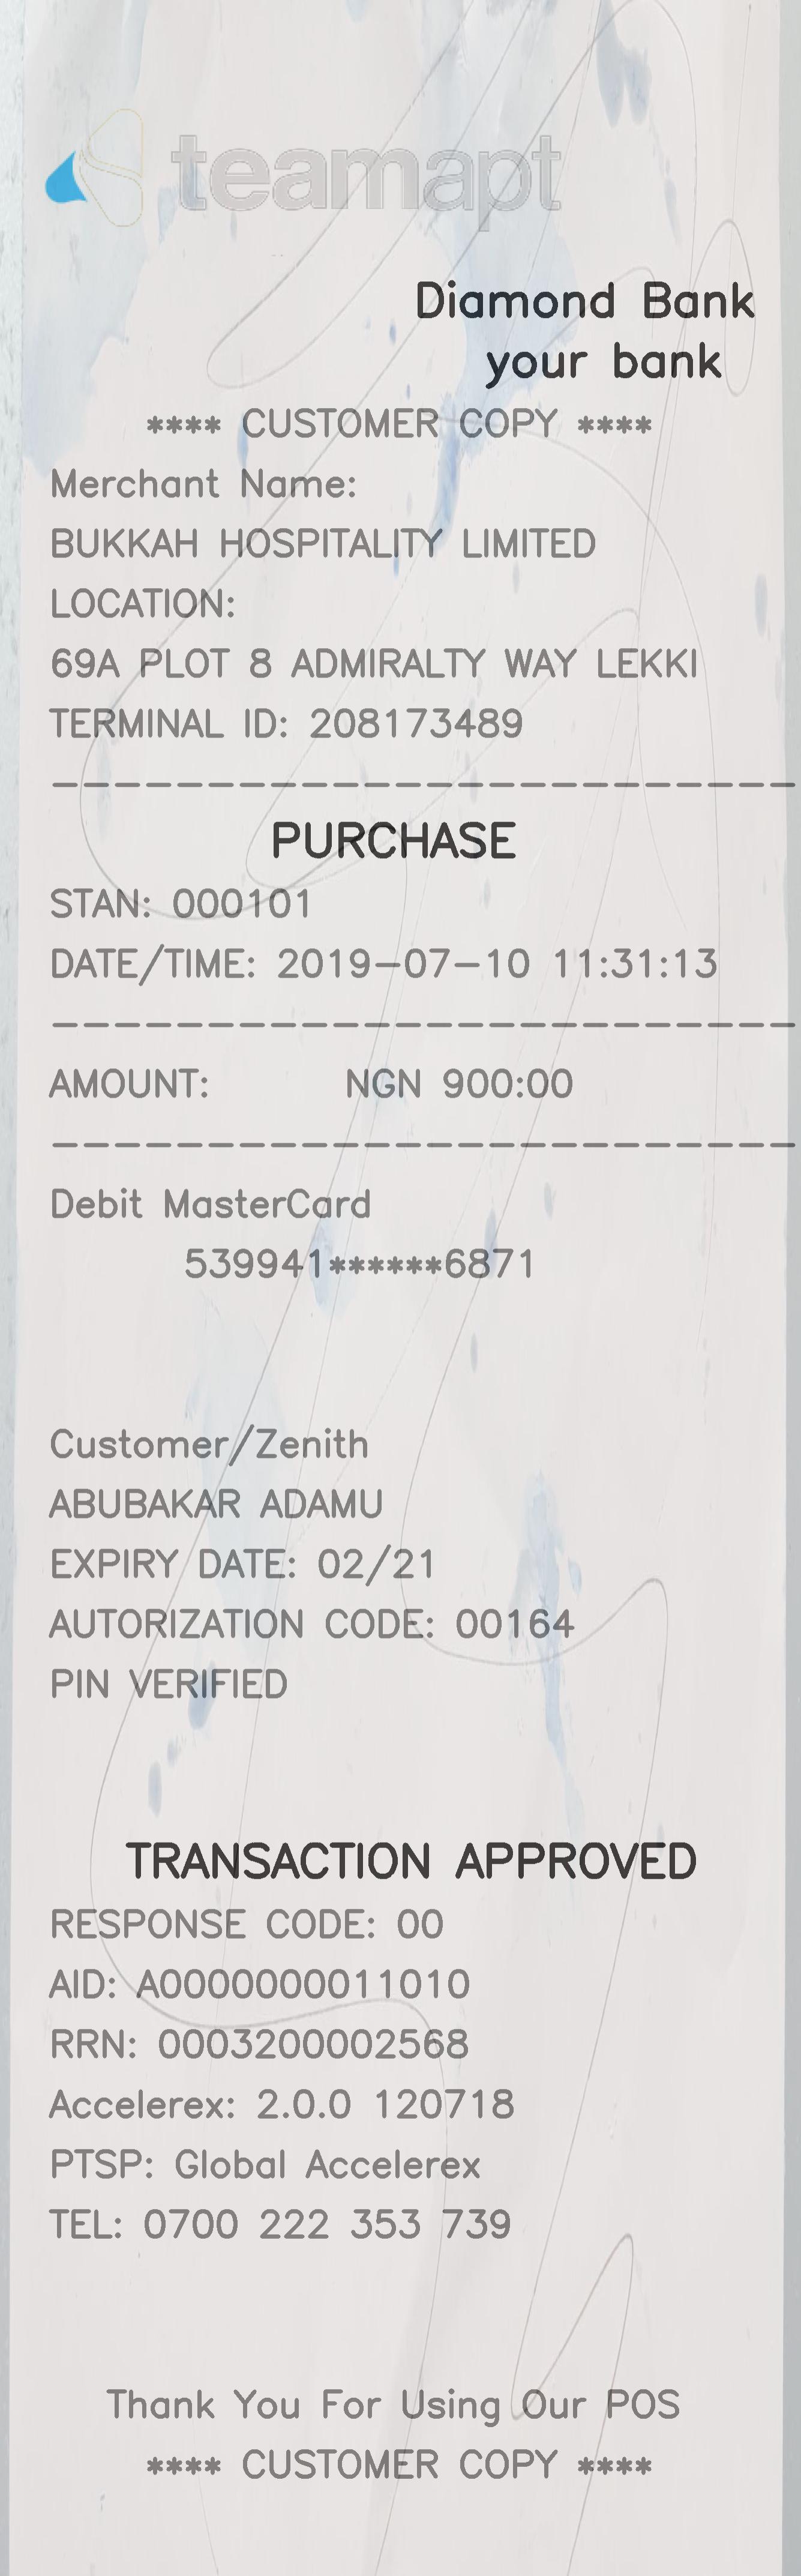 teamapt
Diamond Bank
your bank
**** CUSTOMER COPY ****
Merchant Name:
BUKKAH HOSPITALITY LIMITED
LOCATION:
69A PLOT 8 ADMIRALTY WAY LEKKI
TERMINAL ID: 208173489
------------------------
PURCHASE
STAN: 000101
DATE/TIME: 2019-07-10 11:31:13
------------------------
AMOUNT: NGN 900:00
------------------------
Debit MasterCard
539941******6871
Customer/Zenith
ABUBAKAR ADAMU
EXPIRY DATE: 02/21
AUTORIZATION CODE: 00164
PIN VERIFIED
TRANSACTION APPROVED
RESPONSE CODE: 00
AID: A0000000011010
RRN: 0003200002568
Accelerex: 2.0.0 120718
PTSP: Global Accelerex
TEL: 0700 222 353 739
Thank You For Using Our POS
**** CUSTOMER COPY ****